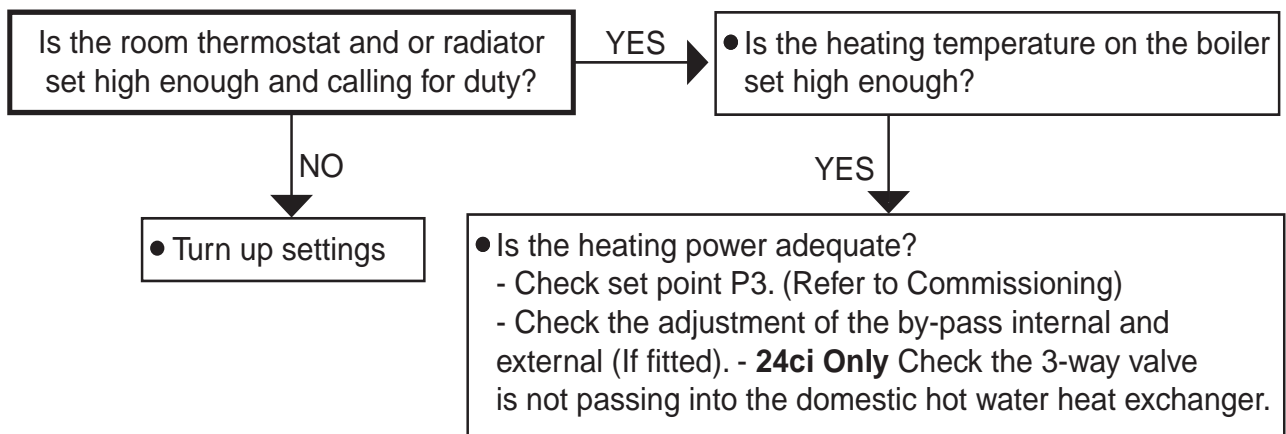 Is the room thermostat and or radiator
set high enough and calling for duty?
YES
● Is the heating temperature on the boiler
set high enough?
NO
YES
● Turn up settings
● Is the heating power adequate?
- Check set point P3. (Refer to Commissioning)
- Check the adjustment of the by-pass internal and
external (If fitted). - 24ci Only Check the 3-way valve
is not passing into the domestic hot water heat exchanger.